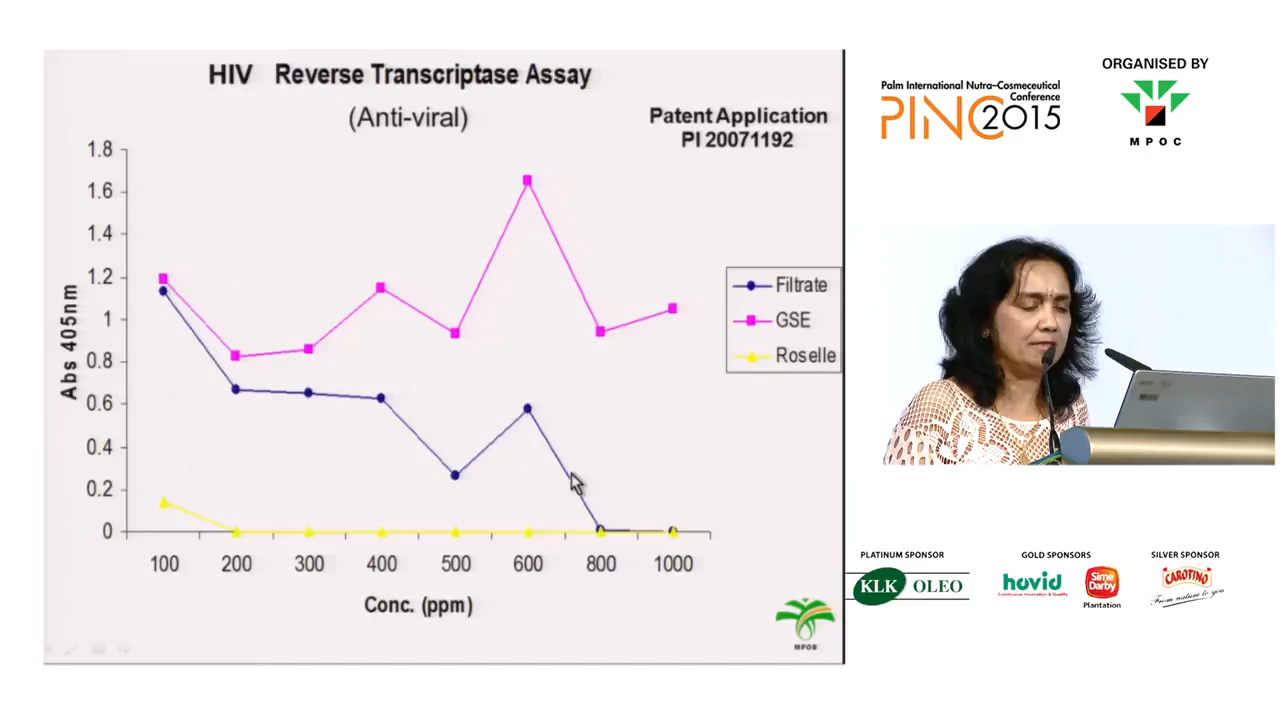 HIV Reverse Transcriptase Assay
(Anti-viral)
Patent Application
PI 20071192
1.8
1.6
1.4
1.2
1
0.8
0.6
0.4
0.2
0
Abs 405nm
100 200 300 400 500 600 800 1000
Conc. (ppm)
Filtrate
GSE
Roselle
MPOB
Palm International Nutra-Cosmeceutical
Conference
PINC 2015
ORGANISED BY
MPOC
PLATINUM SPONSOR
KLK OLEO
GOLD SPONSORS
hovid
Continuous Innovation & Quality
Sime
Darby
Plantation
SILVER SPONSOR
CAROTINO
From nature to you